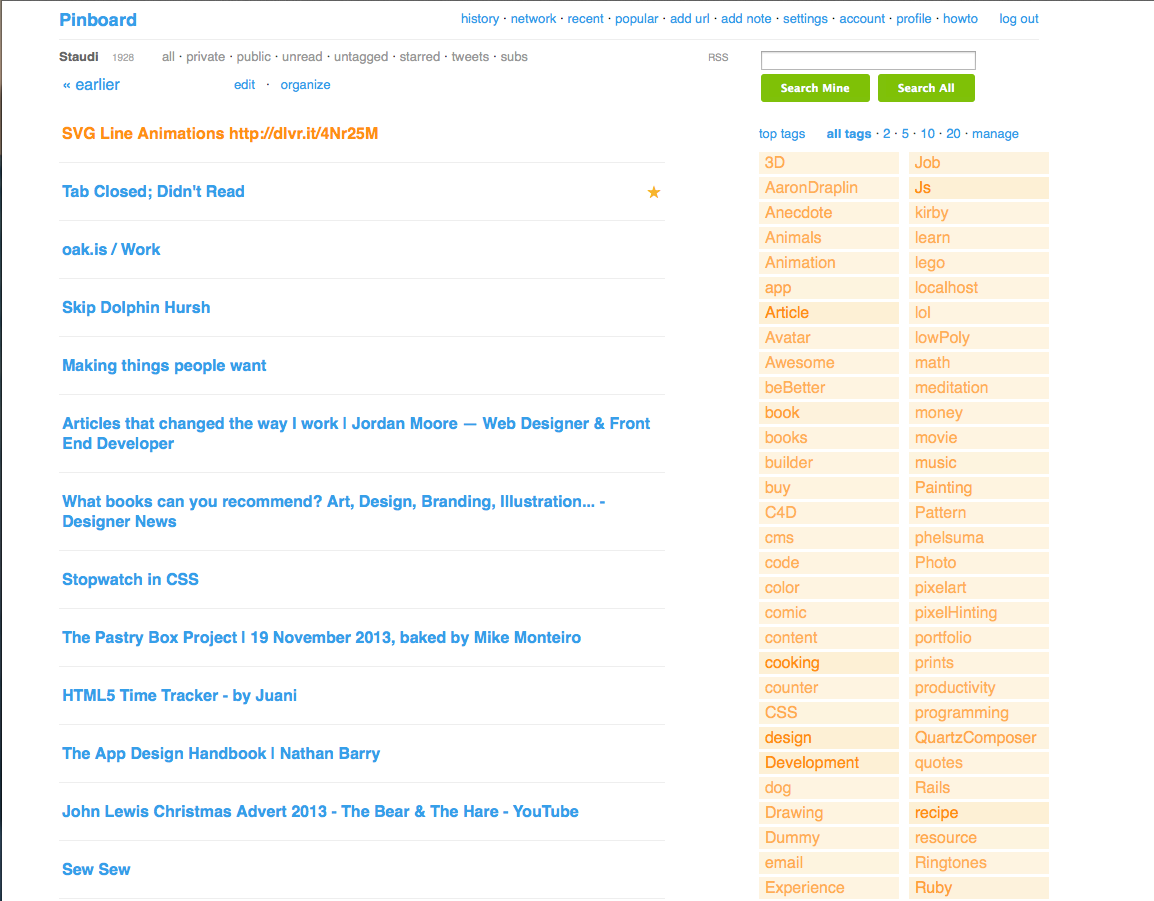 Pinboard
history · network · recent · popular · add url · add note · settings · account · profile · howto log out
Staudi 1928 all · private · public · unread · untagged · starred · tweets · subs RSS
« earlier edit · organize
Search Mine Search All
SVG Line Animations http://dlvr.it/4Nr25M
Tab Closed; Didn't Read
oak.is / Work
Skip Dolphin Hursh
Making things people want
Articles that changed the way I work | Jordan Moore — Web Designer & Front
End Developer
What books can you recommend? Art, Design, Branding, Illustration... -
Designer News
Stopwatch in CSS
The Pastry Box Project | 19 November 2013, baked by Mike Monteiro
HTML5 Time Tracker - by Juani
The App Design Handbook | Nathan Barry
John Lewis Christmas Advert 2013 - The Bear & The Hare - YouTube
Sew Sew
top tags all tags · 2 · 5 · 10 · 20 · manage
3D
AaronDraplin
Anecdote
Animals
Animation
app
Article
Avatar
Awesome
beBetter
book
books
builder
buy
C4D
cms
code
color
comic
content
cooking
counter
CSS
design
Development
dog
Drawing
Dummy
email
Experience
Job
Js
kirby
learn
lego
localhost
lol
lowPoly
math
meditation
money
movie
music
Painting
Pattern
phelsuma
Photo
pixelart
pixelHinting
portfolio
prints
productivity
programming
QuartzComposer
quotes
Rails
recipe
resource
Ringtones
Ruby